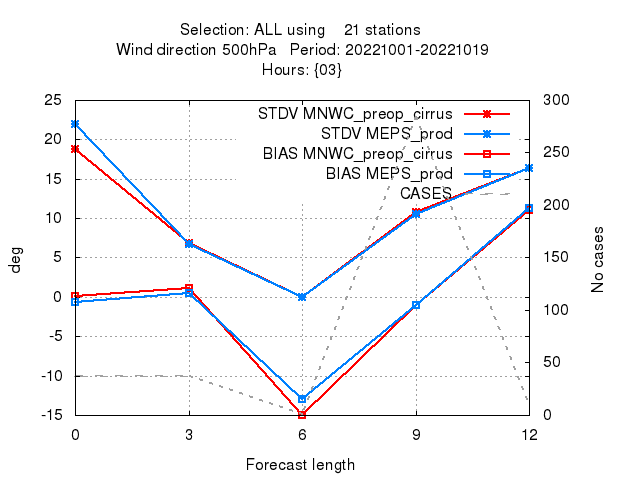 Selection: ALL using    21 stations
Wind direction 500hPa   Period: 20221001-20221019
Hours: {03}
STDV MNWC_preop_cirrus
STDV MEPS_prod
BIAS MNWC_preop_cirrus
BIAS MEPS_prod
CASES
25
20
15
10
5
0
-5
-10
-15
deg
300
250
200
150
100
50
0
No cases
0 3 6 9 12
Forecast length